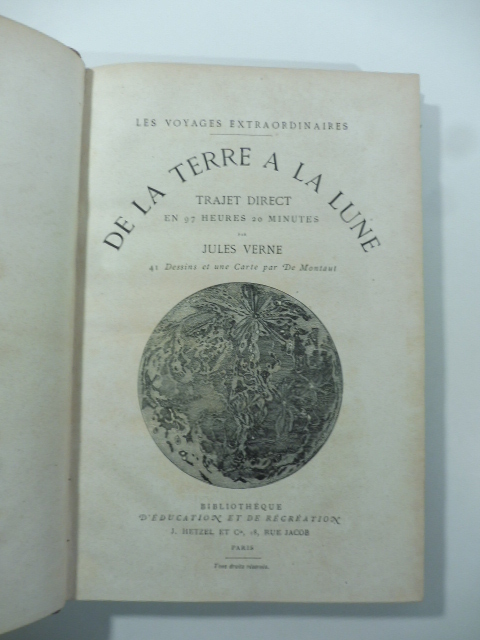 LES VOYAGES EXTRAORDINAIRES
DE LA TERRE A LA LUNE
TRAJET DIRECT
EN 97 HEURES 20 MINUTES
PAR
JULES VERNE
41 Dessins et une Carte par De Montaut
BIBLIOTHÈQUE
D'ÉDUCATION ET DE RÉCRÉATION
J. HETZEL ET Cie, 18, RUE JACOB
PARIS
Tous droits réservés.